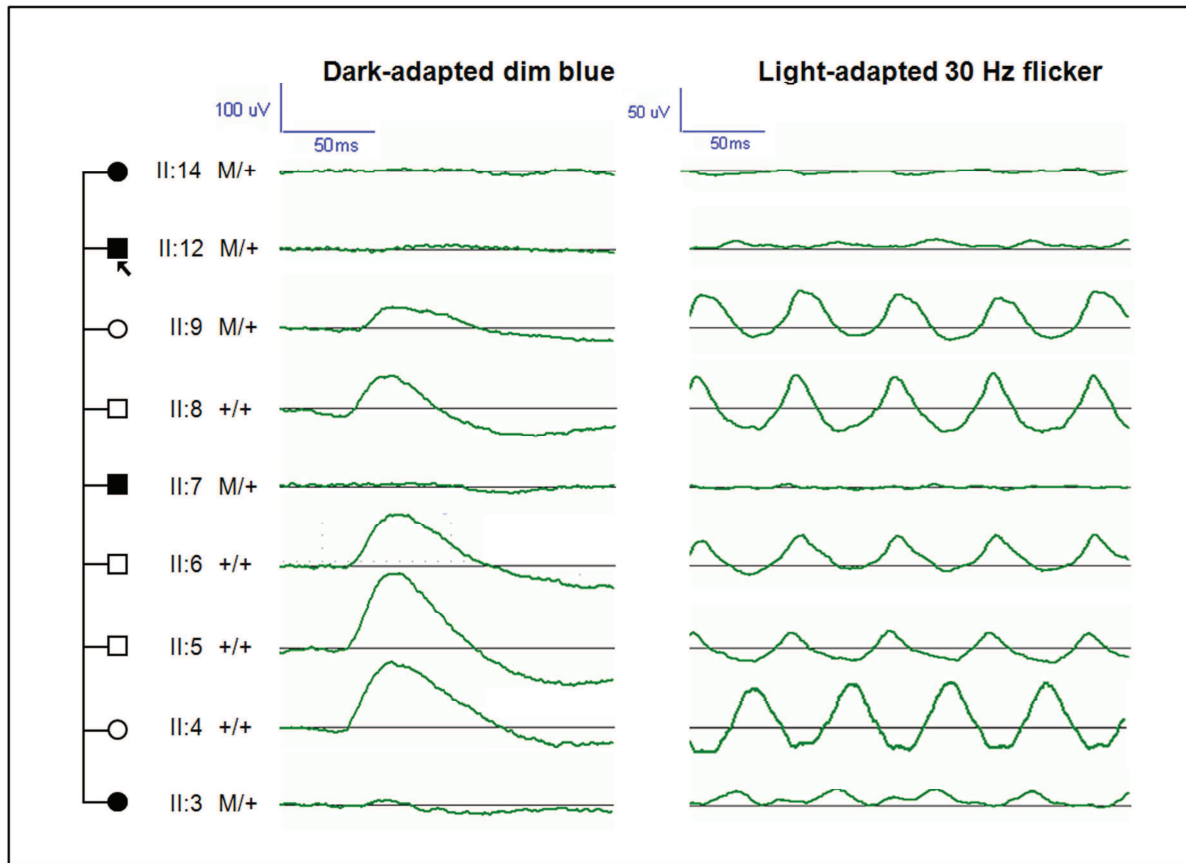 Dark-adapted dim blue Light-adapted 30 Hz flicker
100 uV 50 uV
50ms 50ms
II:14 M/+
II:12 M/+
II:9 M/+
II:8 +/+
II:7 M/+
II:6 +/+
II:5 +/+
II:4 +/+
II:3 M/+